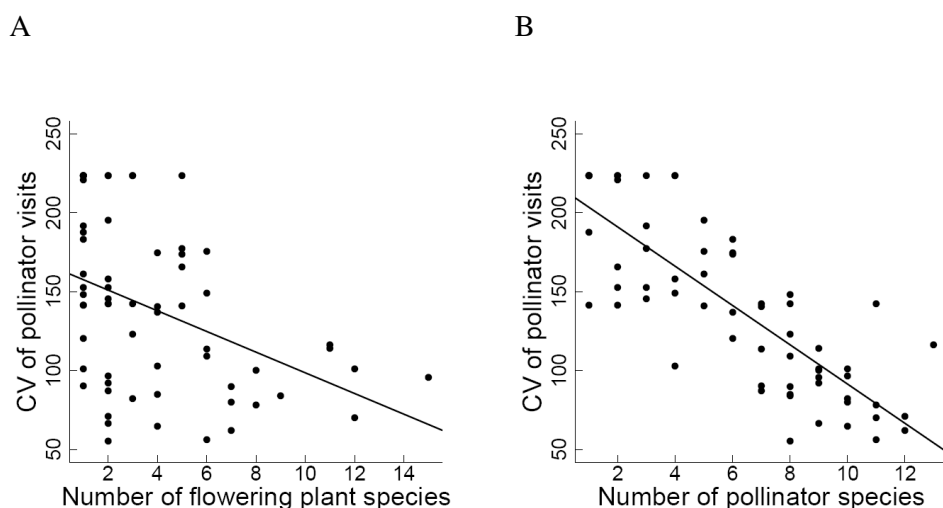 A
B
CV of pollinator visits
250
200
150
100
50
2 4 6 8 10 12 14
Number of flowering plant species
CV of pollinator visits
250
200
150
100
50
2 4 6 8 10 12
Number of pollinator species